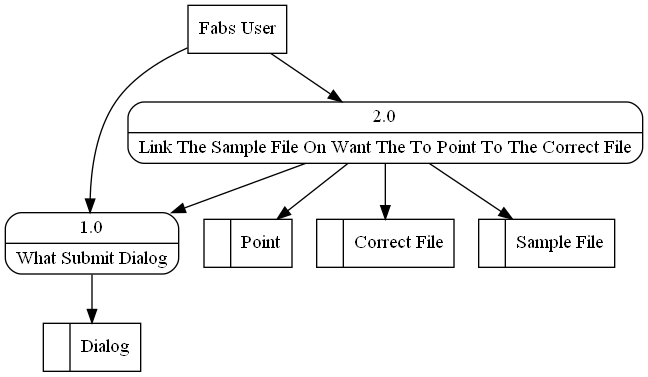 Fabs User
2.0
Link The Sample File On Want The To Point To The Correct File
1.0
What Submit Dialog
Point
Correct File
Sample File
Dialog